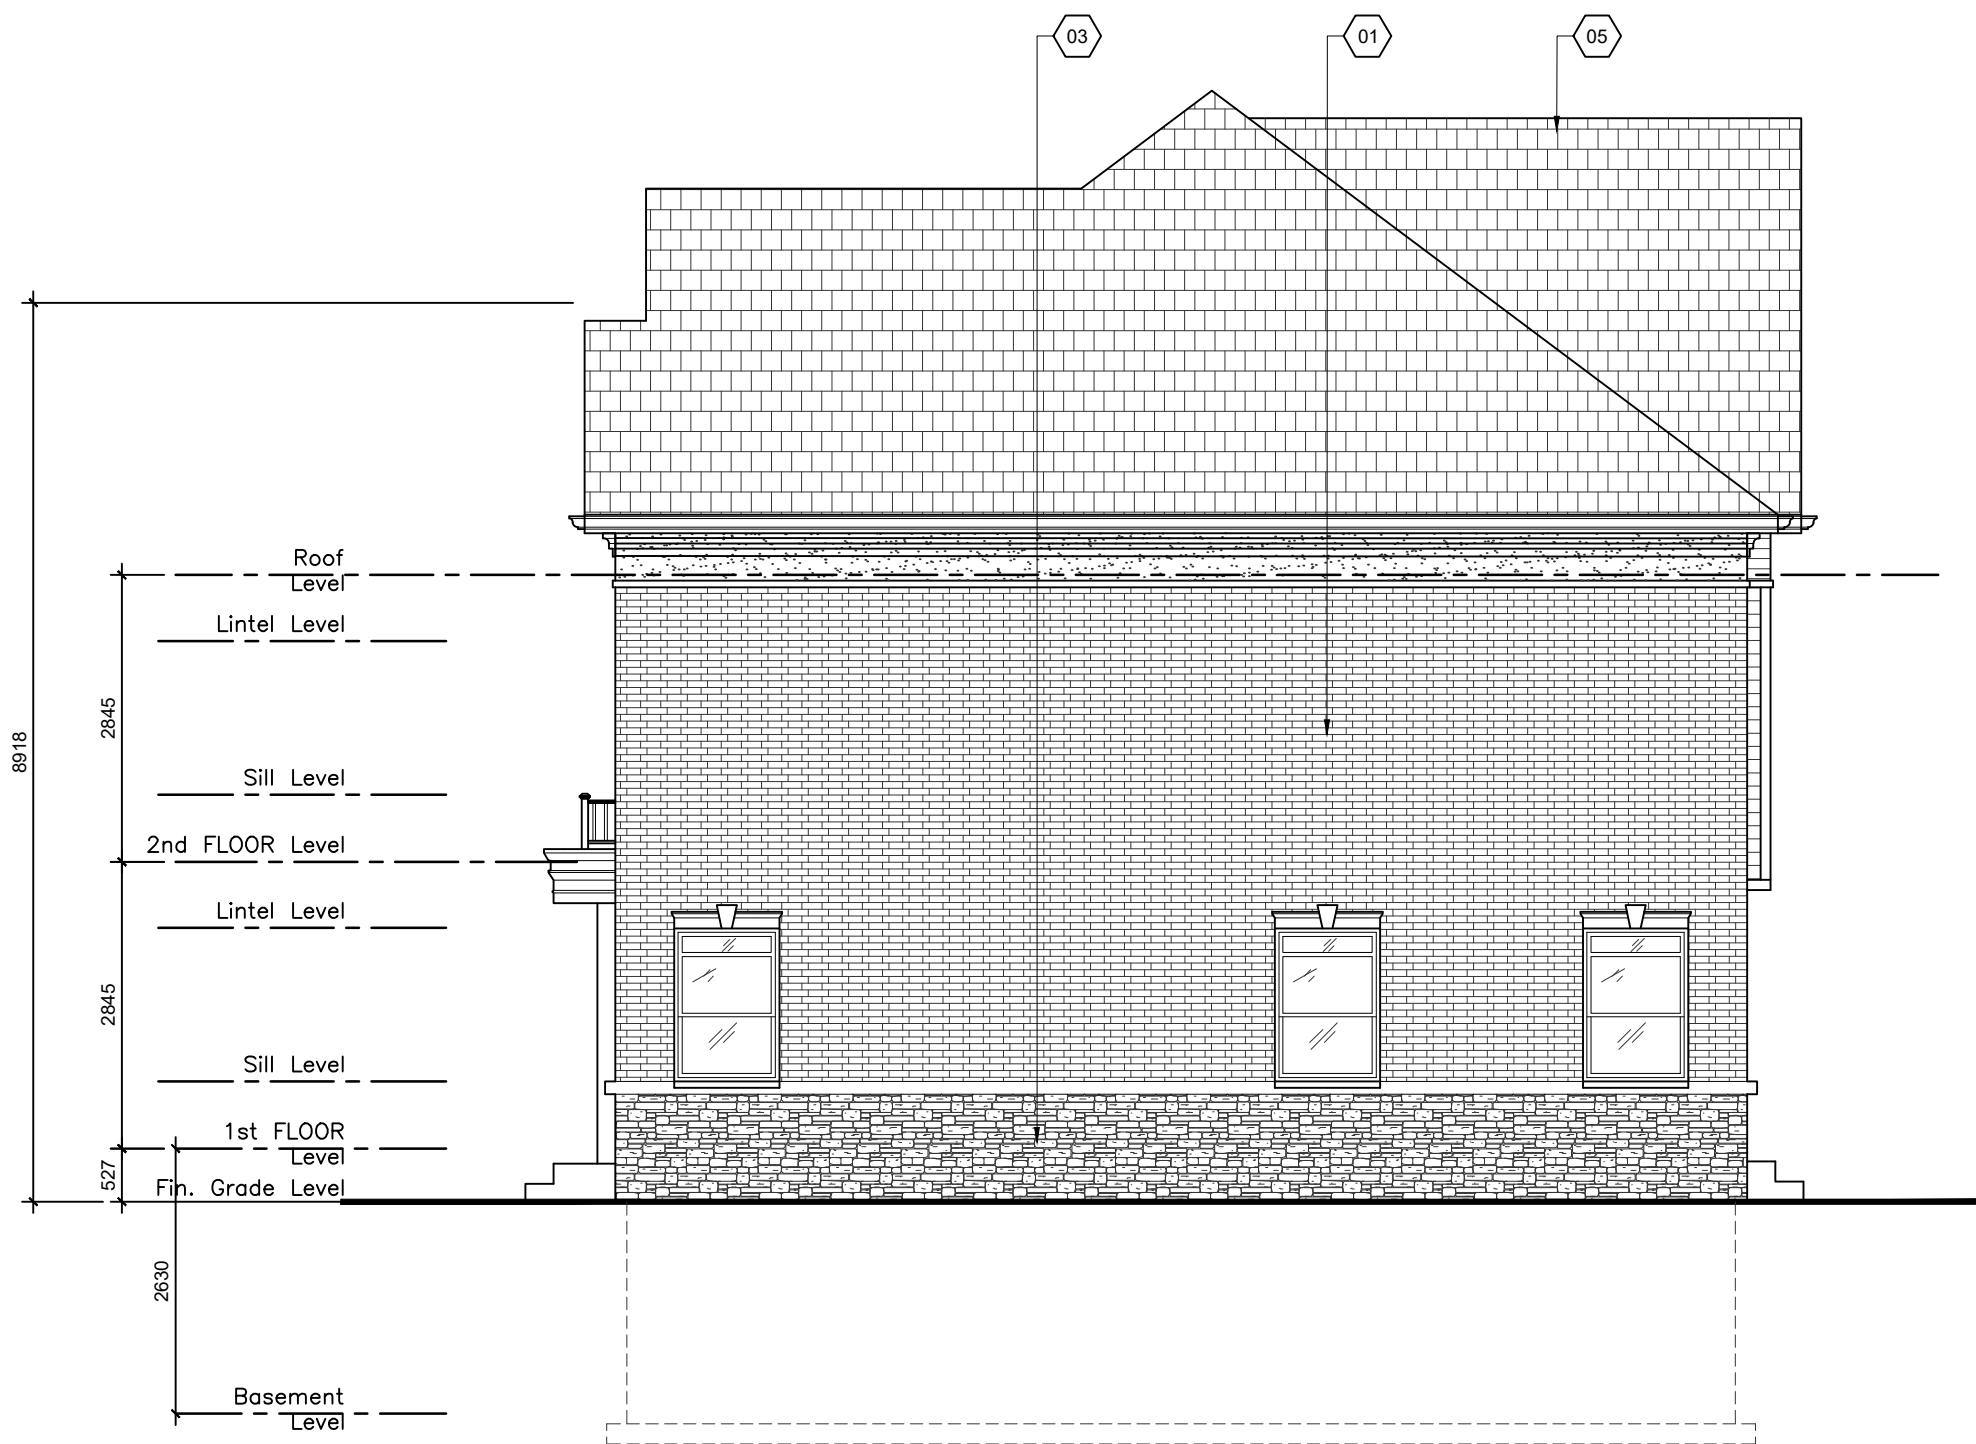 03
01
05
Roof
Level
Lintel Level
2845
8918
Sill Level
2nd FLOOR Level
Lintel Level
2845
Sill Level
1st FLOOR
Level
527
Fin. Grade Level
2630
Basement
Level